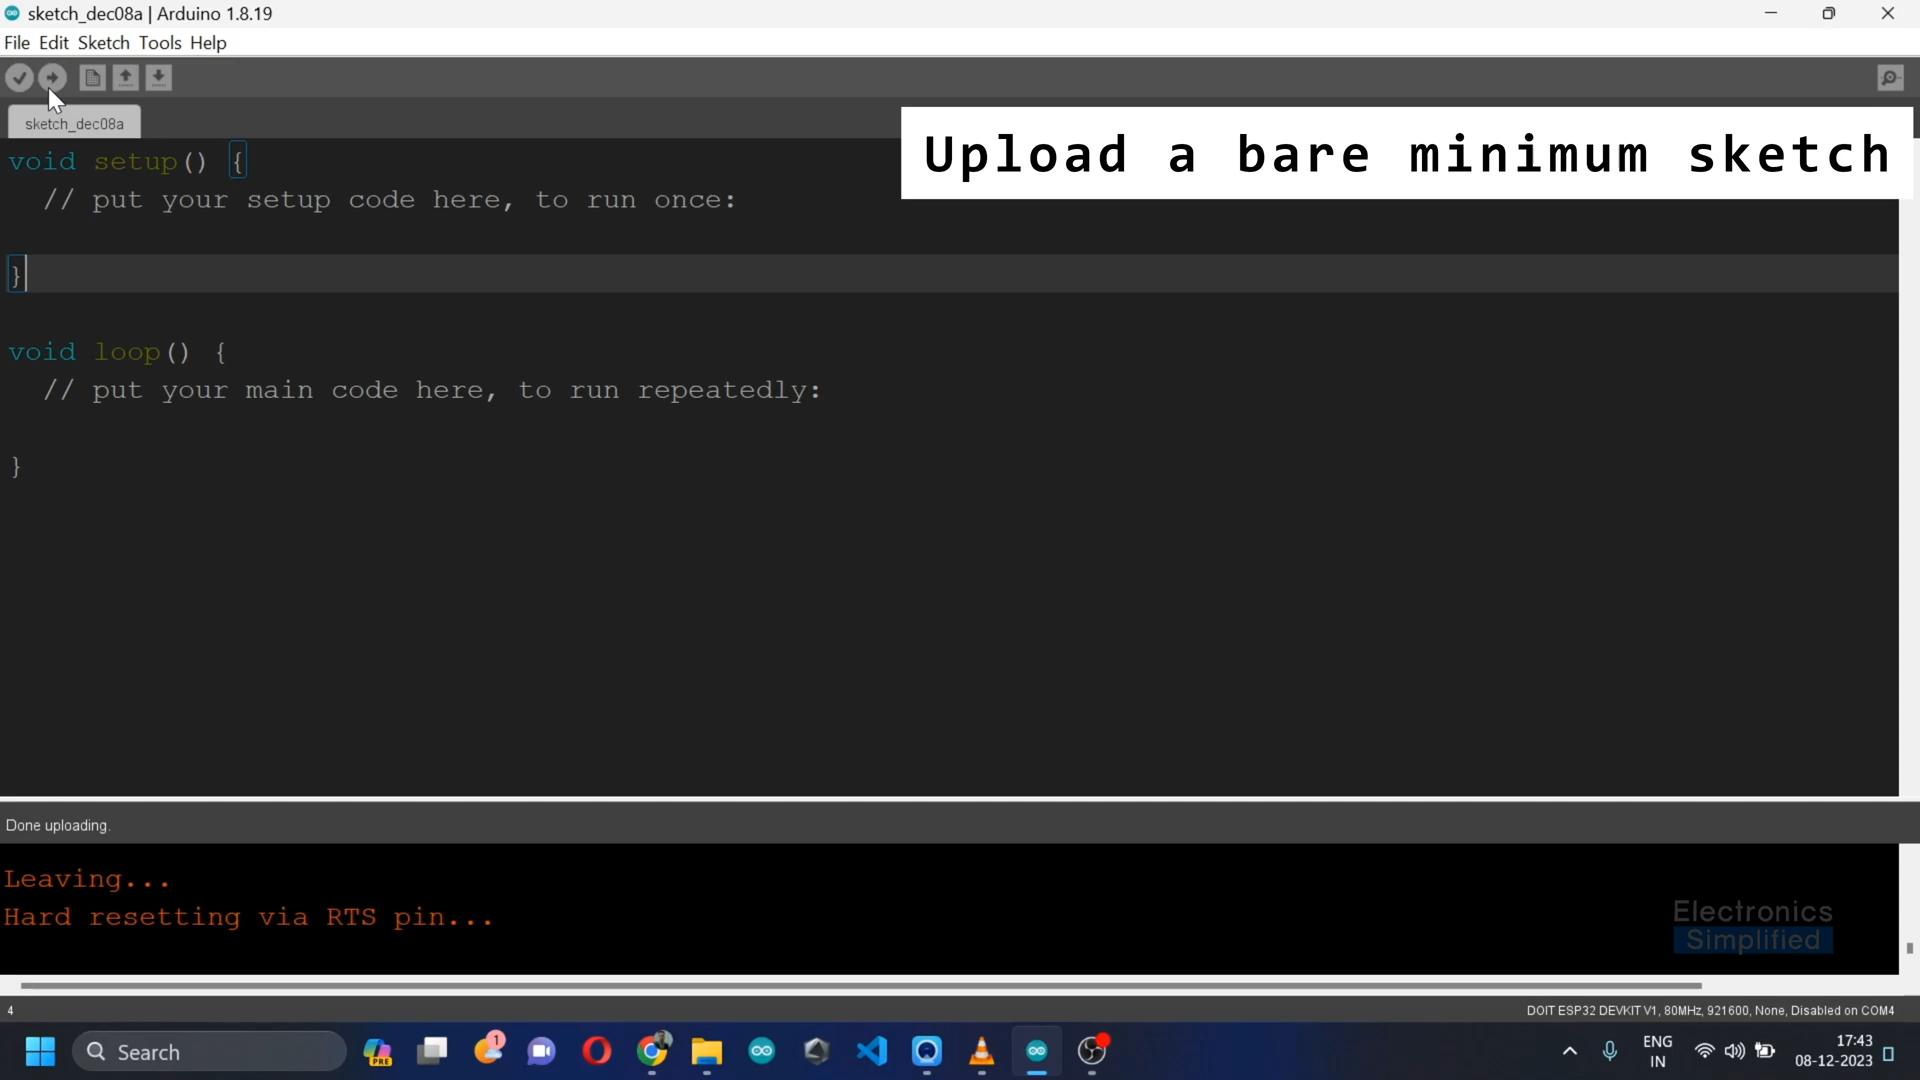 sketch_dec08a | Arduino 1.8.19
File Edit Sketch Tools Help
sketch_dec08a
Upload a bare minimum sketch
void setup() {
// put your setup code here, to run once:
}
void loop() {
// put your main code here, to run repeatedly:
}
Done uploading.
Leaving...
Hard resetting via RTS pin...
Electronics
Simplified
4
DOIT ESP32 DEVKIT V1, 80MHz, 921600, None, Disabled on COM4
Search
PRE
1
ENG
IN
17:43
08-12-2023